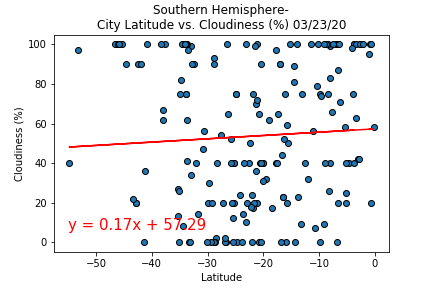 Southern Hemisphere-
City Latitude vs. Cloudiness (%) 03/23/20
100
80
60
40
20
0
Cloudiness (%)
y = 0.17x + 57.29
−50
−40
−30
−20
−10
0
Latitude